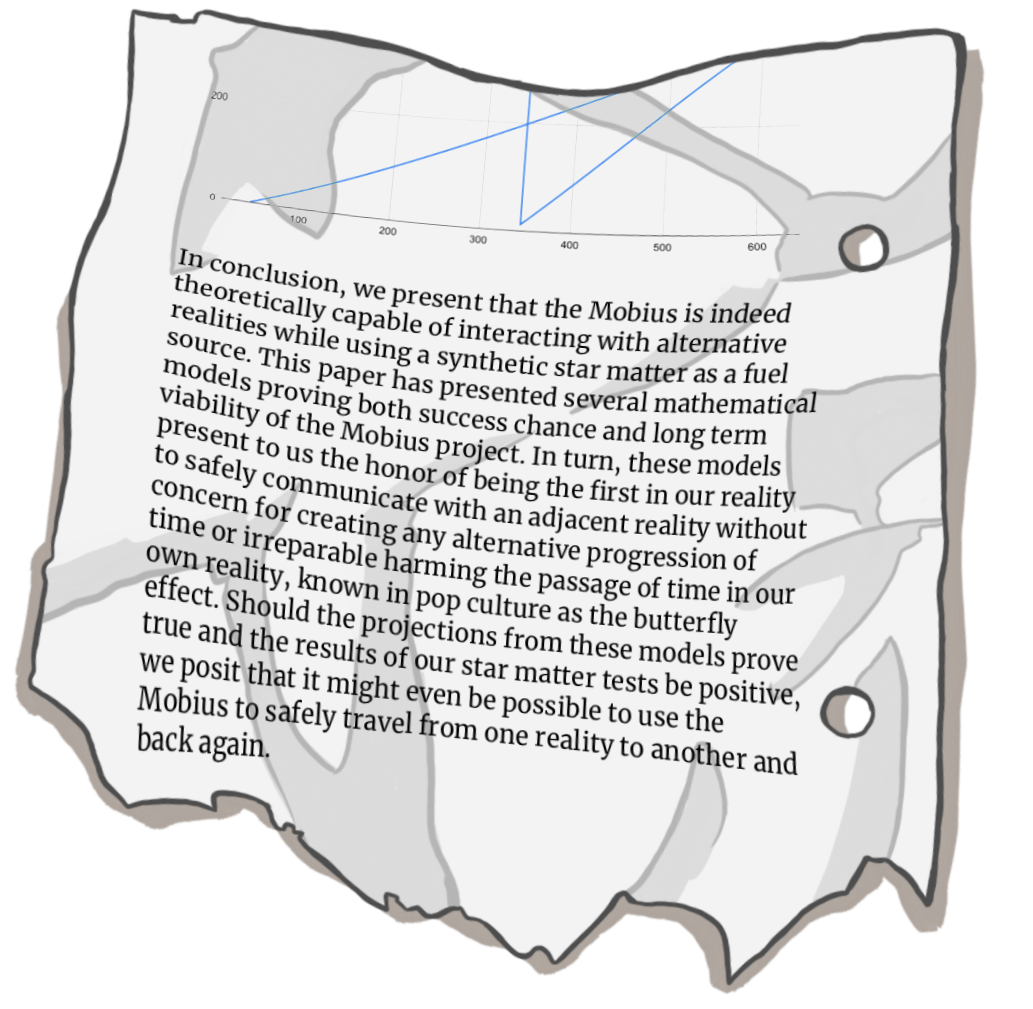 200
0
100
200
300
400
500
600
In conclusion, we present that the Mobius is indeed
theoretically capable of interacting with alternative
realities while using a synthetic star matter as a fuel
source. This paper has presented several mathematical
models proving both success chance and long term
viability of the Mobius project. In turn, these models
present to us the honor of being the first in our reality
to safely communicate with an adjacent reality without
concern for creating any alternative progression of
time or irreparable harming the passage of time in our
own reality, known in pop culture as the butterfly
effect. Should the projections from these models prove
true and the results of our star matter tests be positive,
we posit that it might even be possible to use the
Mobius to safely travel from one reality to another and
back again.